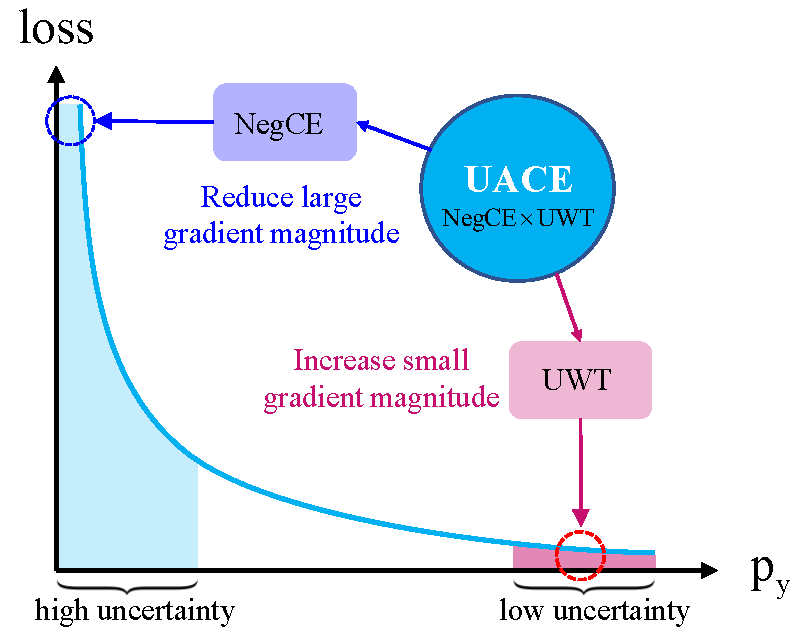 loss
NegCE
UACE
NegCE×UWT
Reduce large
gradient magnitude
Increase small
gradient magnitude
UWT
p_y
high uncertainty
low uncertainty